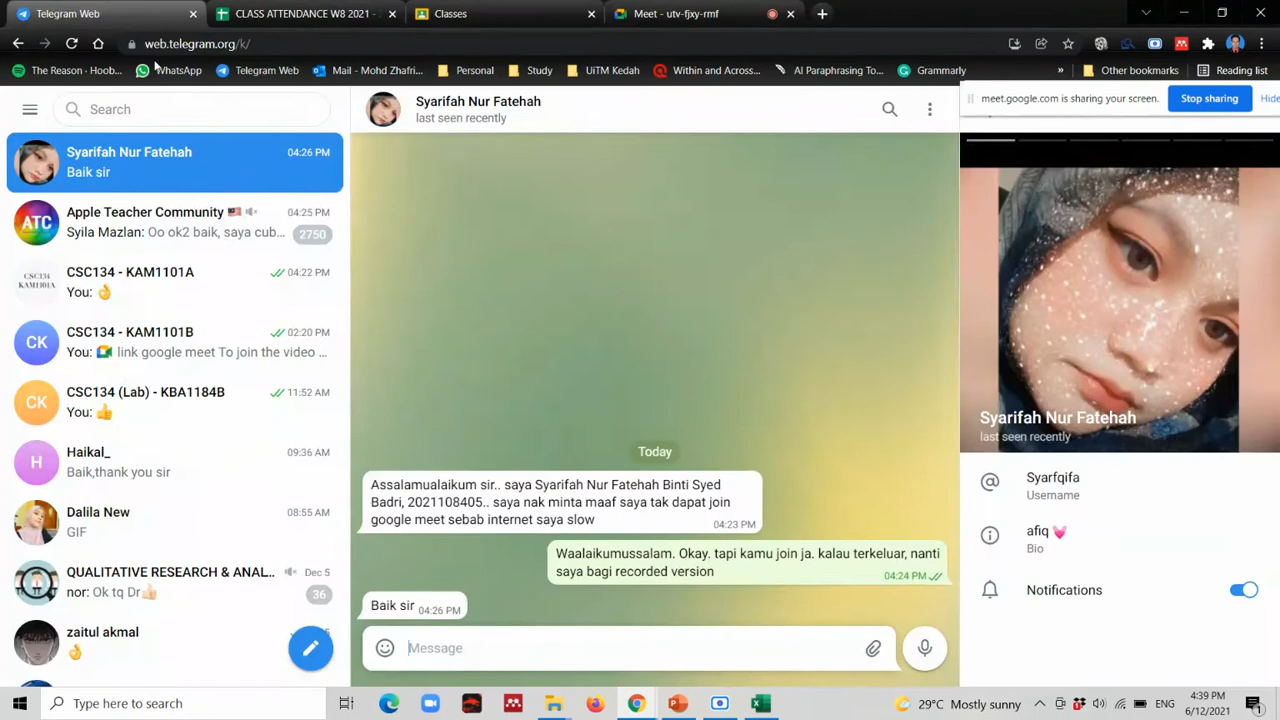 Telegram Web
CLASS ATTENDANCE W8 2021 -
Classes
Meet - utv-fjxy-rmf
web.telegram.org/k/
The Reason - Hoob...
WhatsApp
Telegram Web
Mail - Mohd Zhafri...
Personal
Study
UiTM Kedah
Within and Across...
AI Paraphrasing To...
Grammarly
»
Other bookmarks
Reading list
Search
Syarifah Nur Fatehah
last seen recently
meet.google.com is sharing your screen.
Stop sharing
Hide
Syarifah Nur Fatehah 04:26 PM
Baik sir
ATC
Apple Teacher Community 04:25 PM
Syila Mazlan: Oo ok2 baik, saya cub... 2750
CSC134
KAM1101A
CSC134 - KAM1101A 04:22 PM
You: 👌
CK
CSC134 - KAM1101B 02:20 PM
You: link google meet To join the video ...
CK
CSC134 (Lab) - KBA1184B 11:52 AM
You: 👍
H
Haikal_ 09:36 AM
Baik,thank you sir
Dalila New 08:55 AM
GIF
QUALITATIVE RESEARCH & ANAL... Dec 5
nor: Ok tq Dr👍🏻 36
zaitul akmal
👌
Today
Assalamualaikum sir.. saya Syarifah Nur Fatehah Binti Syed
Badri, 2021108405.. saya nak minta maaf saya tak dapat join
google meet sebab internet saya slow 04:23 PM
Waalaikumussalam. Okay. tapi kamu join ja. kalau terkeluar, nanti
saya bagi recorded version 04:24 PM
Baik sir 04:26 PM
Message
Syarifah Nur Fatehah
last seen recently
Syarfqifa
Username
afiq 💓
Bio
Notifications
Type here to search
29°C Mostly sunny
ENG
4:39 PM
6/12/2021
1